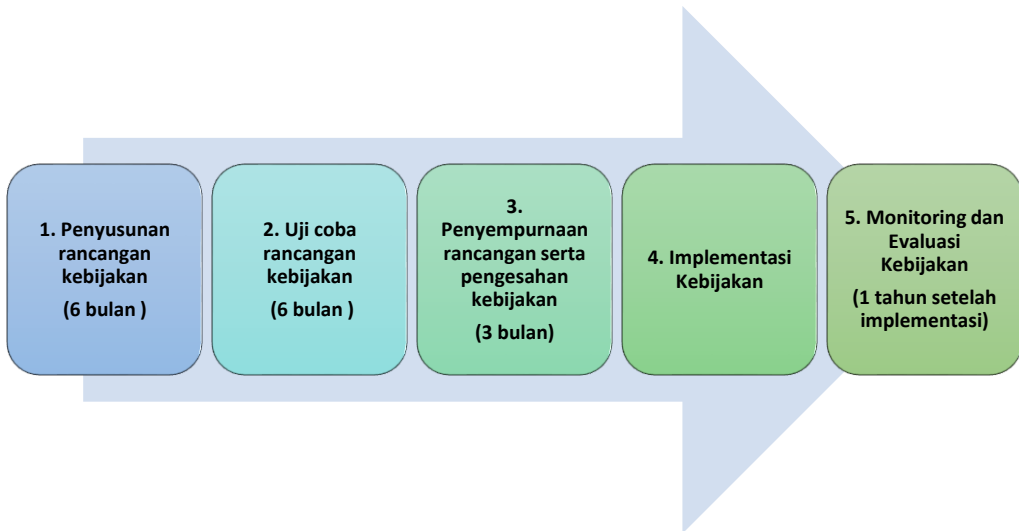 1. Penyusunan
rancangan
kebijakan
(6 bulan )
2. Uji coba
rancangan
kebijakan
(6 bulan )
3.
Penyempurnaan
rancangan serta
pengesahan
kebijakan
(3 bulan)
4. Implementasi
Kebijakan
5. Monitoring dan
Evaluasi
Kebijakan
(1 tahun setelah
implementasi)